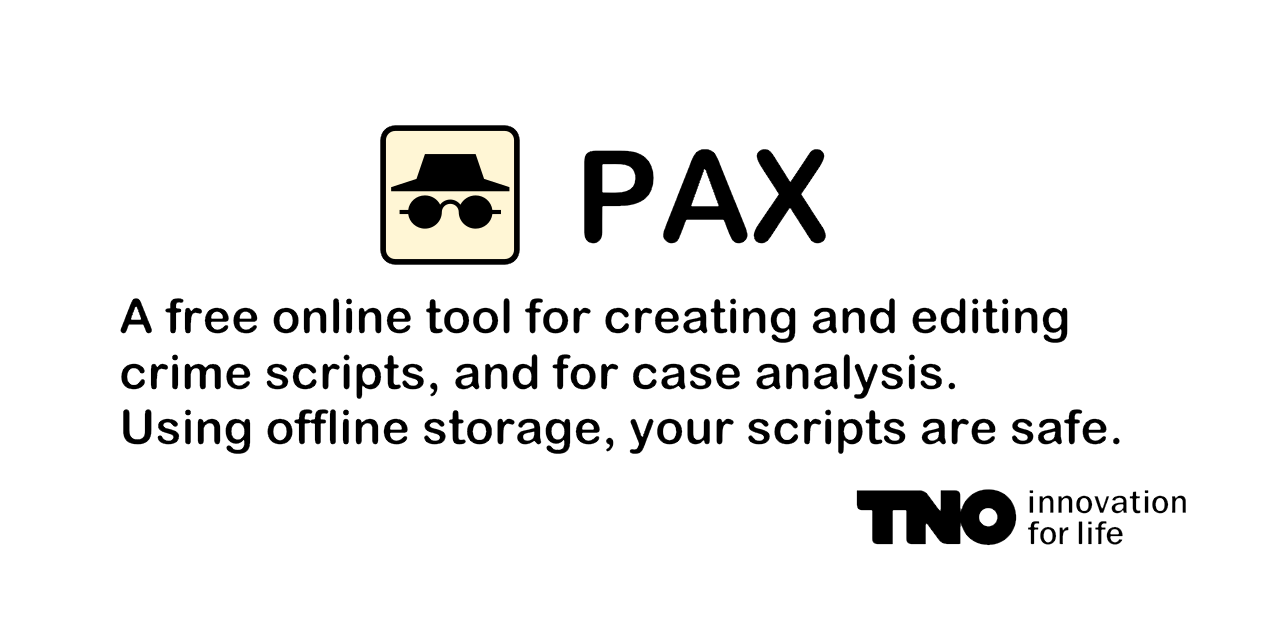 PAX
A free online tool for creating and editing
crime scripts, and for case analysis.
Using offline storage, your scripts are safe.
TNO innovation
for life